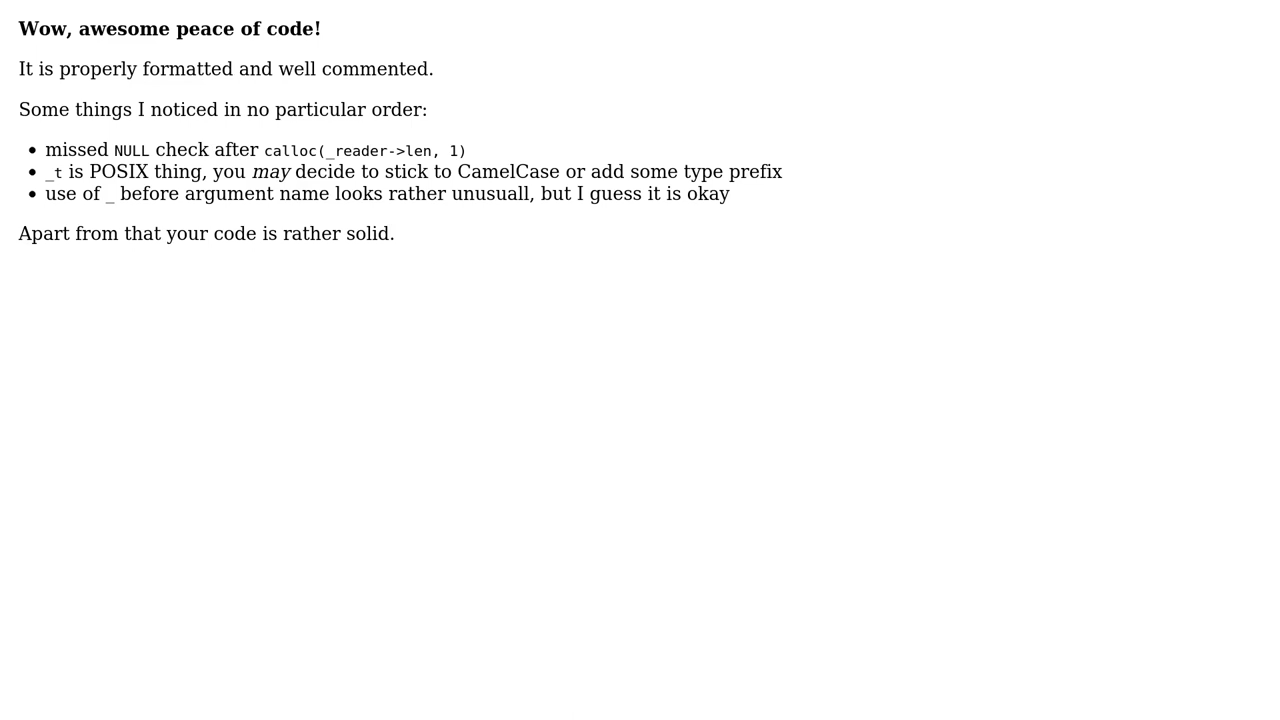 Wow, awesome peace of code!
It is properly formatted and well commented.
Some things I noticed in no particular order:
• missed NULL check after calloc(_reader->len, 1)
• _t is POSIX thing, you may decide to stick to CamelCase or add some type prefix
• use of _ before argument name looks rather unusuall, but I guess it is okay
Apart from that your code is rather solid.